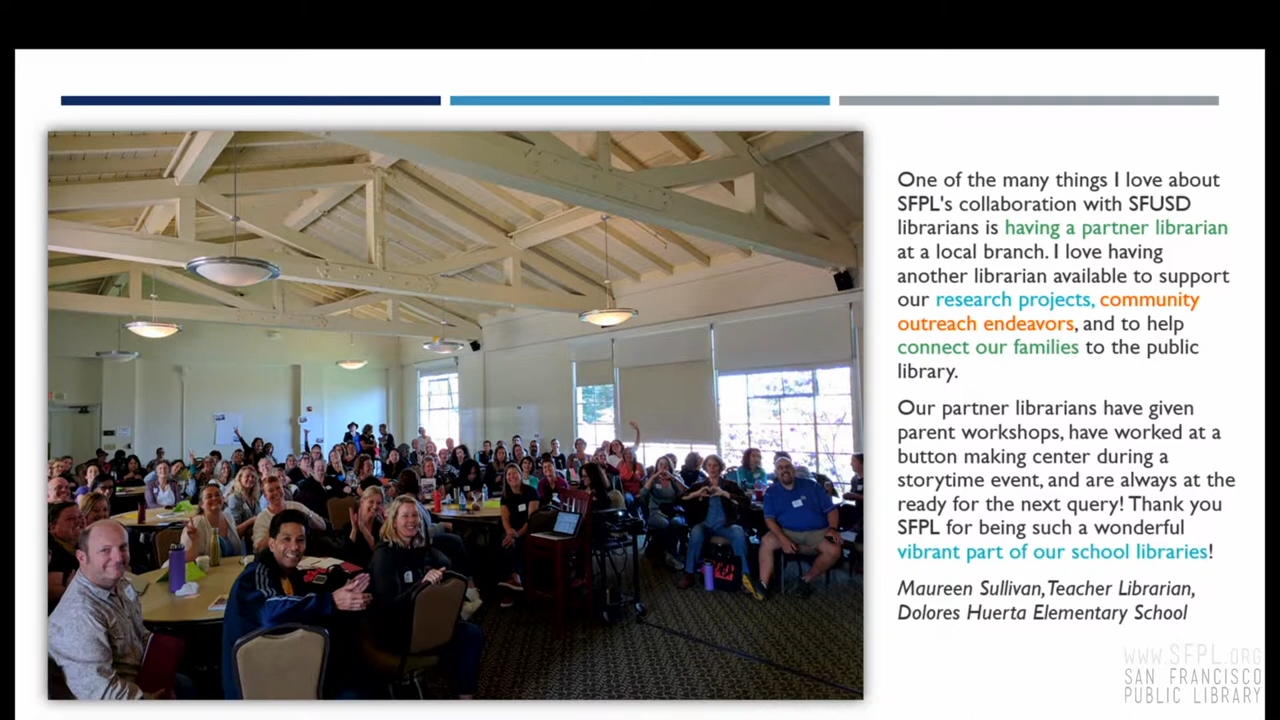 One of the many things I love about
SFPL's collaboration with SFUSD
librarians is having a partner librarian
at a local branch. I love having
another librarian available to support
our research projects, community
outreach endeavors, and to help
connect our families to the public
library.
Our partner librarians have given
parent workshops, have worked at a
button making center during a
storytime event, and are always at the
ready for the next query! Thank you
SFPL for being such a wonderful
vibrant part of our school libraries!
Maureen Sullivan, Teacher Librarian,
Dolores Huerta Elementary School
WWW.SFPL.ORG
SAN FRANCISCO
PUBLIC LIBRARY